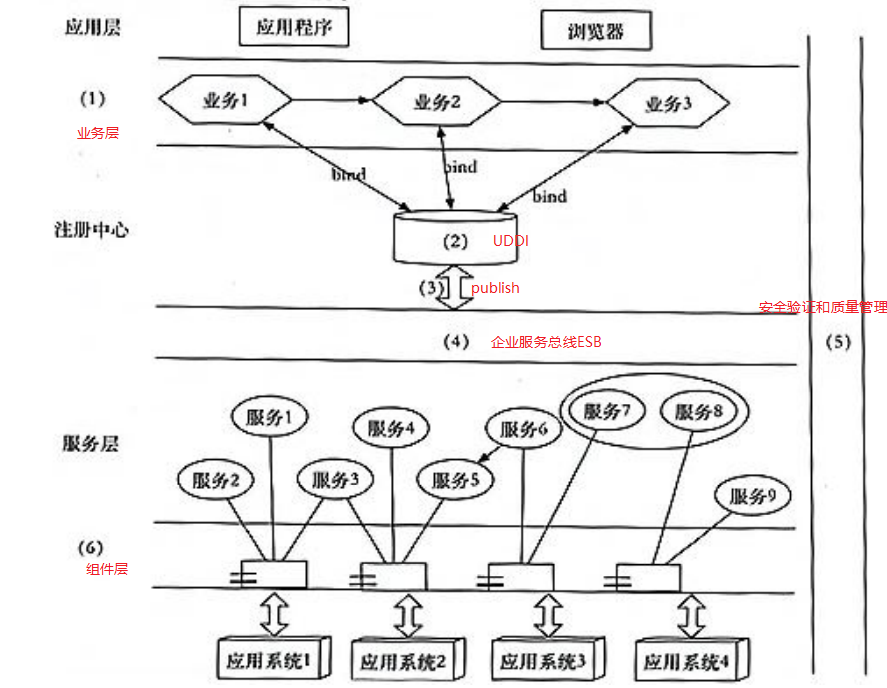 应用层 应用程序 浏览器
(1) 业务1 业务2 业务3
业务层
bind bind bind
注册中心 (2) UDDI
(3) publish
安全验证和质量管理
(4) 企业服务总线ESB (5)
服务层 服务1 服务4 服务6 服务7 服务8
服务2 服务3 服务5 服务9
(6)
组件层
应用系统1 应用系统2 应用系统3 应用系统4